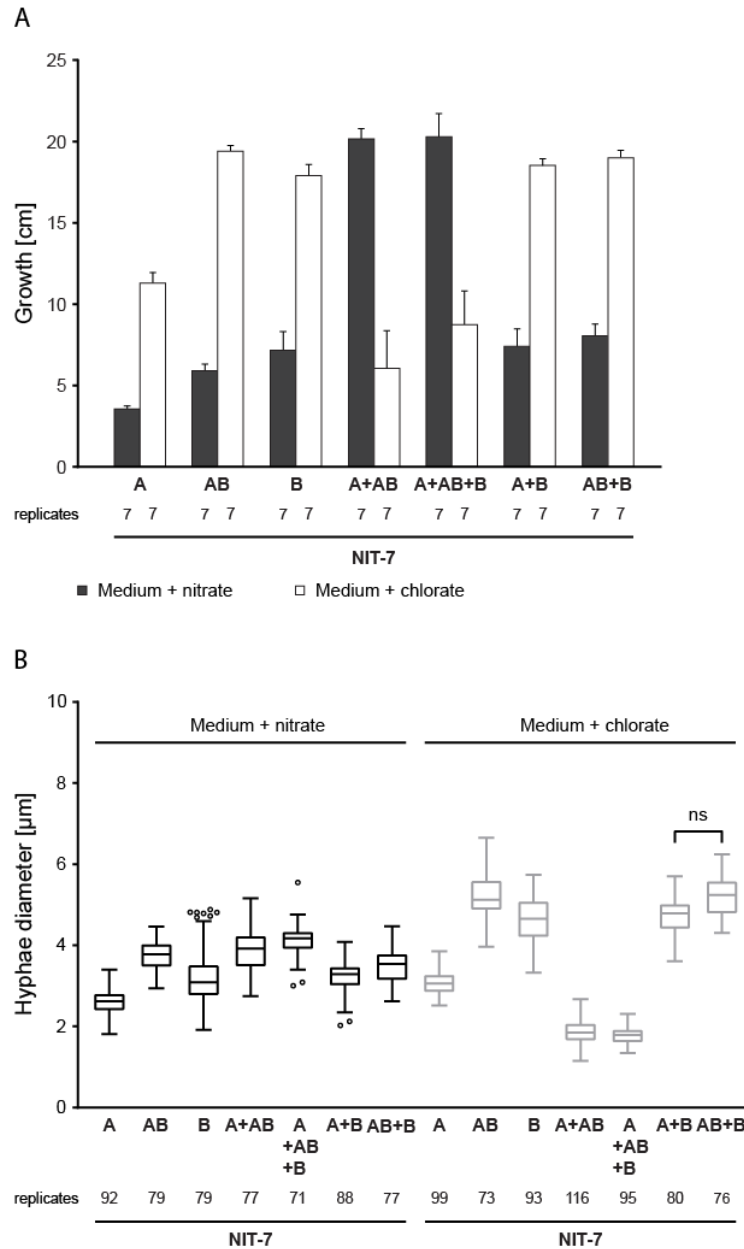 A
25
20
15
10
5
0
Growth [cm]
A AB B A+AB A+AB+B A+B AB+B
replicates 7 7 7 7 7 7 7 7 7 7 7 7 7 7
NIT-7
Medium + nitrate Medium + chlorate
B
10
8
6
4
2
0
Hyphae diameter [µm]
Medium + nitrate Medium + chlorate
ns
A AB B A+AB A A+B AB+B A AB B A+AB A A+B AB+B
+AB +AB
+B +B
replicates 92 79 79 77 71 88 77 99 73 93 116 95 80 76
NIT-7 NIT-7